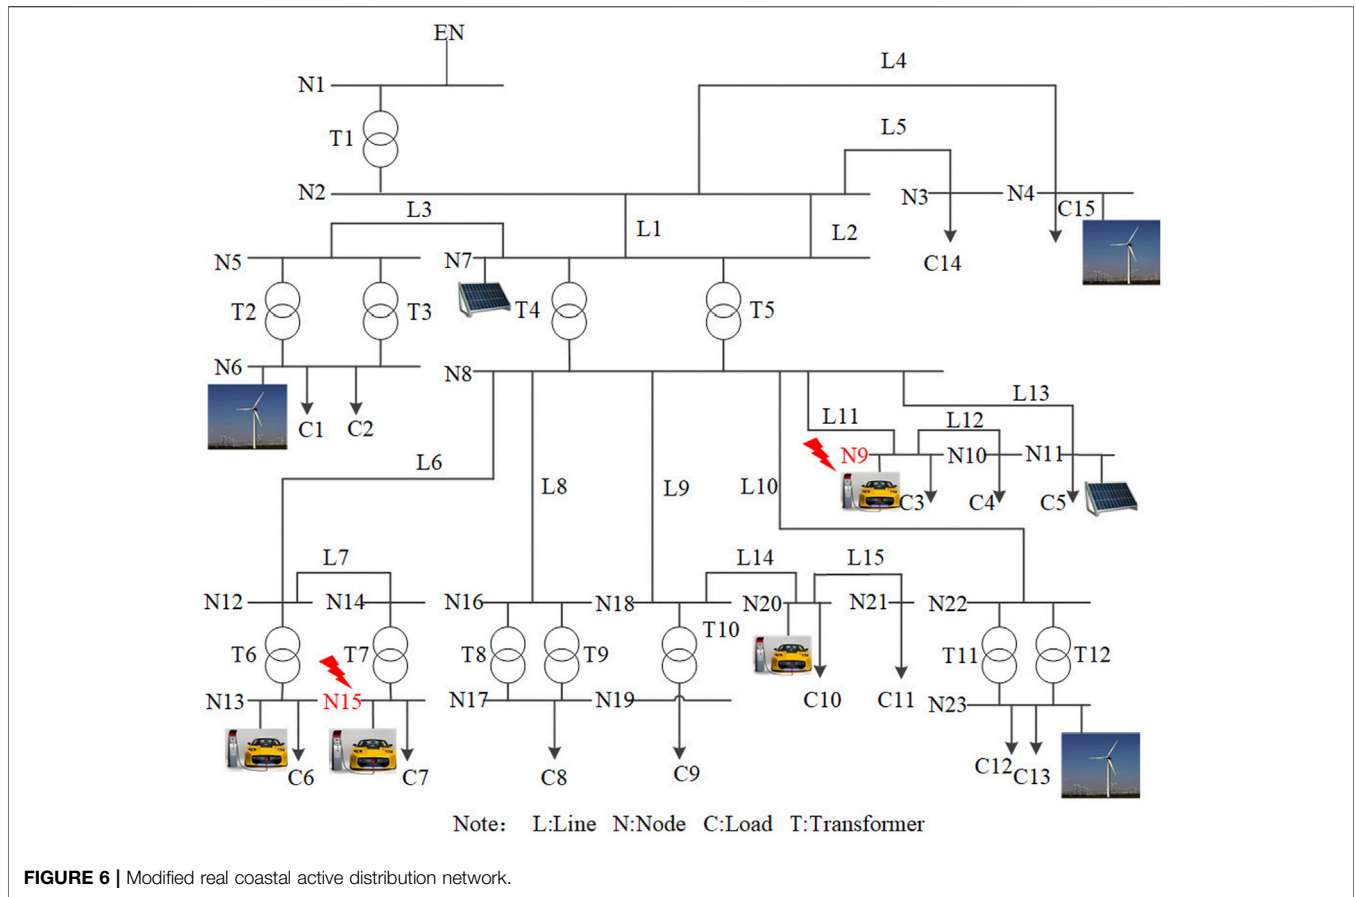 EN
L4
N1
T1
L5
N2
N3
N4
C15
L3
L1
L2
C14
N5
N7
T2
T3
T4
T5
N6
N8
C1
C2
L13
L11
L12
N9
N10
N11
L6
L8
L9
L10
C3
C4
C5
L7
L14
L15
N12
N14
N16
N18
N20
N21
N22
T10
T6
T7
T8
T9
T11
T12
N13
N15
N17
N19
C10
C11
N23
C6
C7
C8
C9
C12
C13
Note: L:Line N:Node C:Load T:Transformer
FIGURE 6 | Modified real coastal active distribution network.